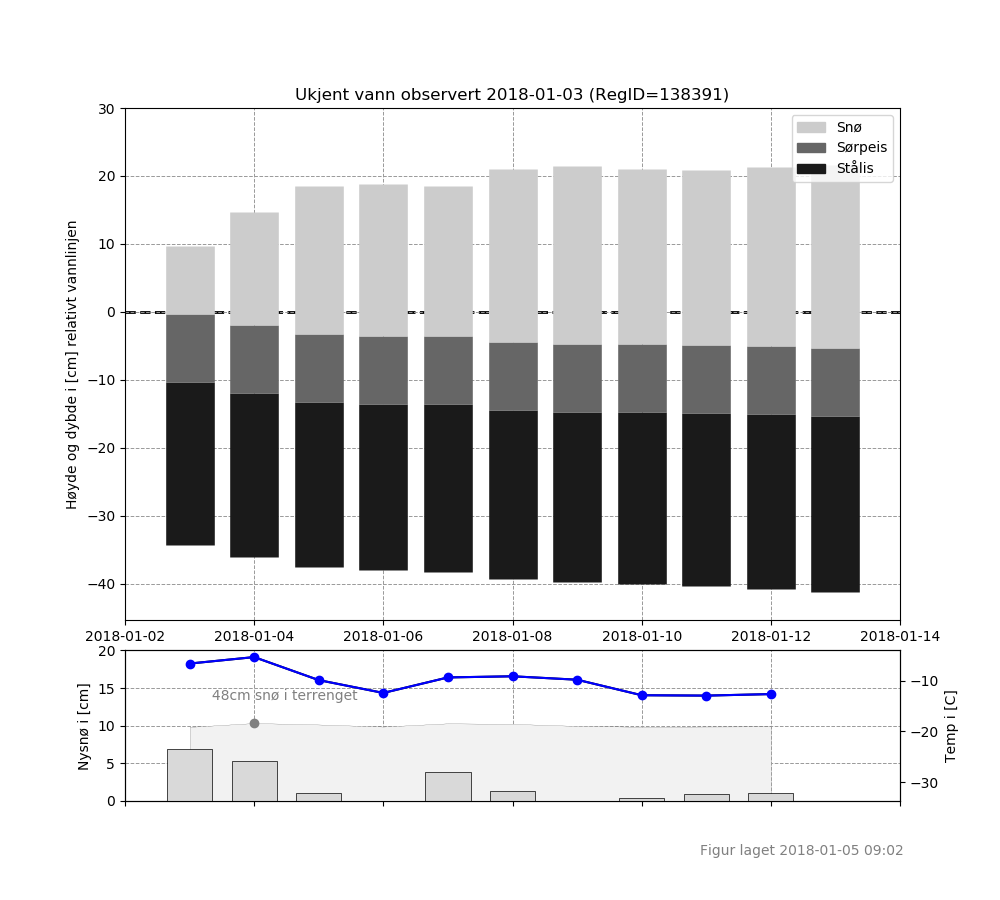 Ukjent vann observert 2018-01-03 (RegID=138391)
Høyde og dybde i [cm] relativt vannlinjen
30
20
10
0
−10
−20
−30
−40
Snø
Sørpeis
Stålis
2018-01-02 2018-01-04 2018-01-06 2018-01-08 2018-01-10 2018-01-12 2018-01-14
Nysnø i [cm]
20
15
10
5
0
48cm snø i terrenget
−10
−20
−30
Temp i [C]
Figur laget 2018-01-05 09:02